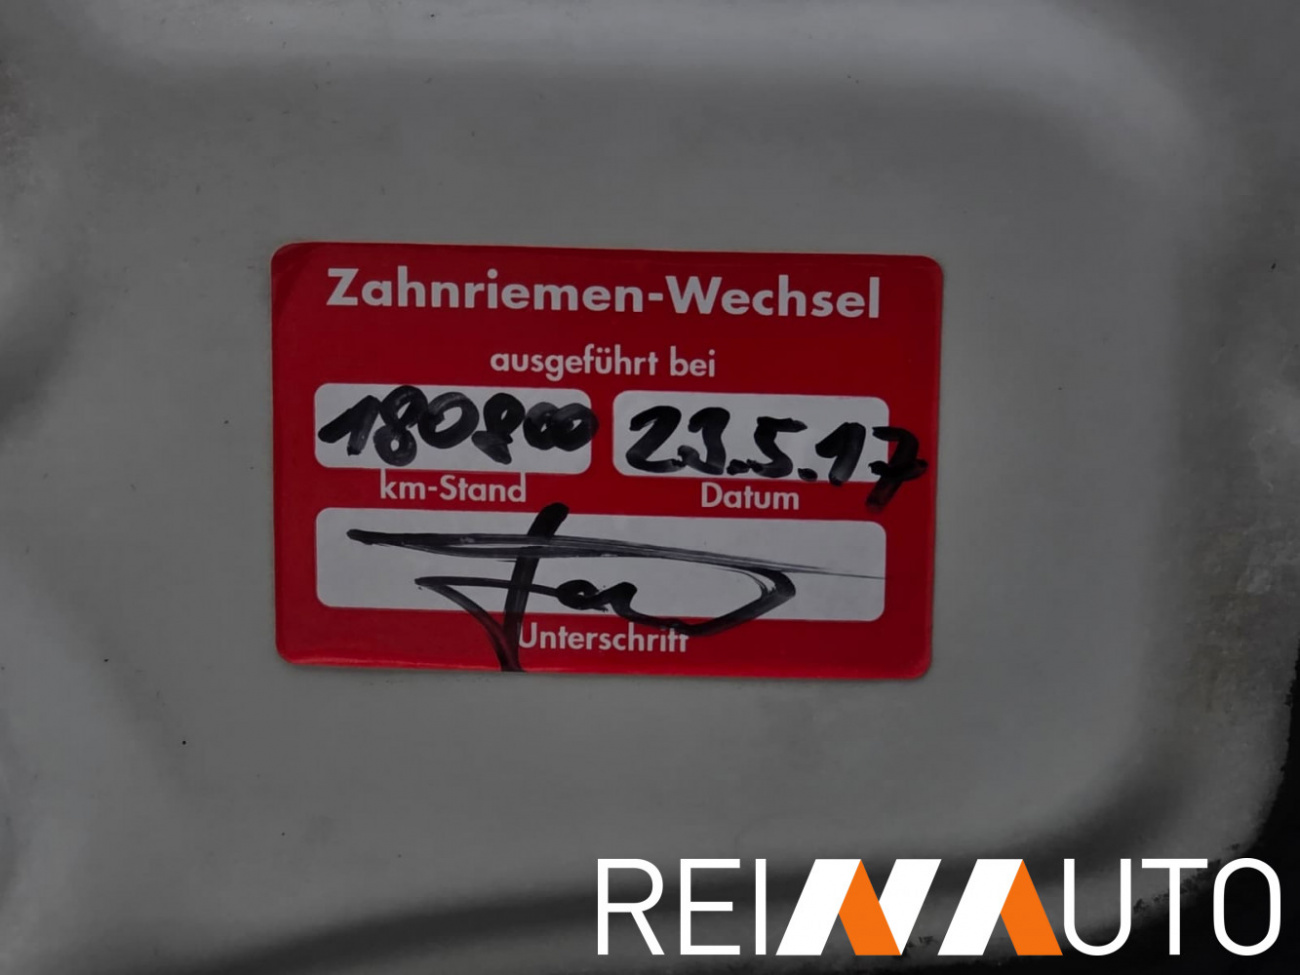 Zahnriemen-Wechsel
ausgeführt bei
180800 23.5.17
km-Stand Datum
Unterschrift
REINAUTO